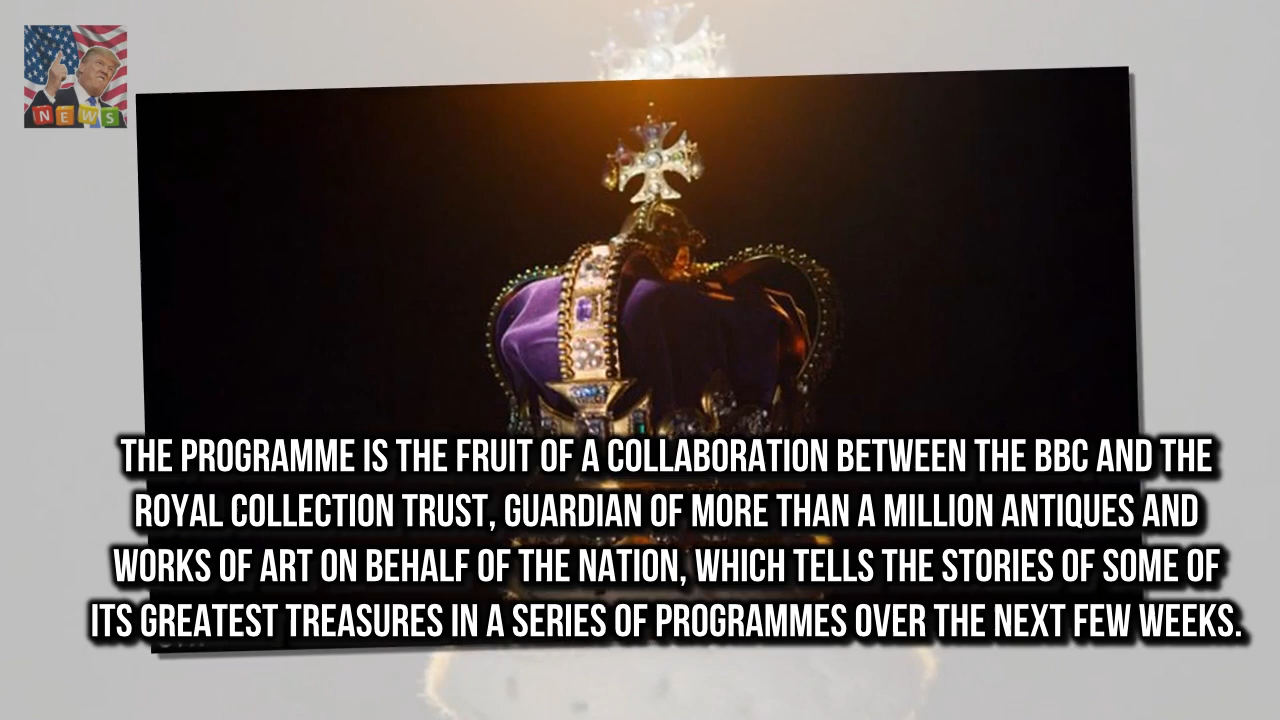 NEWS
THE PROGRAMME IS THE FRUIT OF A COLLABORATION BETWEEN THE BBC AND THE
ROYAL COLLECTION TRUST, GUARDIAN OF MORE THAN A MILLION ANTIQUES AND
WORKS OF ART ON BEHALF OF THE NATION, WHICH TELLS THE STORIES OF SOME OF
ITS GREATEST TREASURES IN A SERIES OF PROGRAMMES OVER THE NEXT FEW WEEKS.